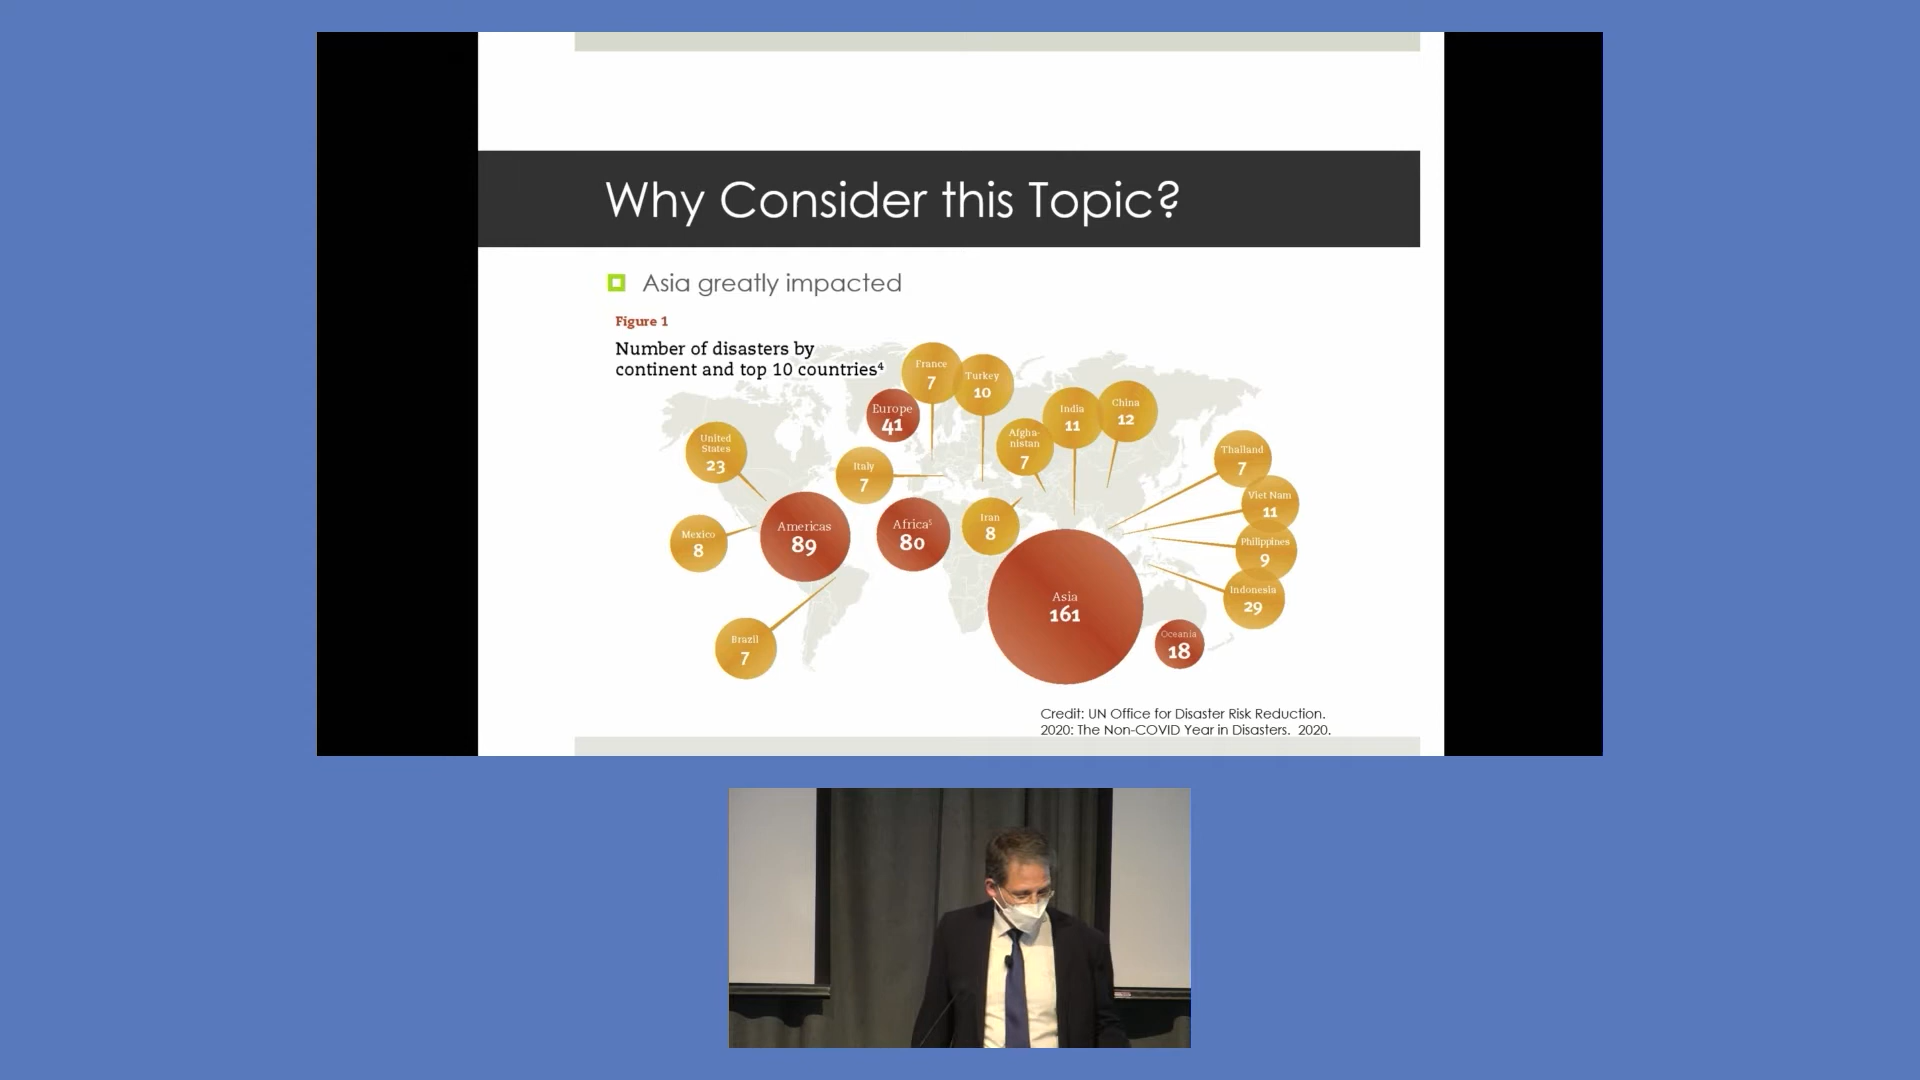 Why Consider this Topic?
Asia greatly impacted
Figure 1
Number of disasters by
continent and top 10 countries⁴
France
7
Turkey
10
Europe
41
India
11
China
12
Afgha-
nistan
7
United
States
23
Italy
7
Thailand
7
Viet Nam
11
Mexico
8
Americas
89
Africa⁵
80
Iran
8
Philippines
9
Indonesia
29
Asia
161
Oceania
18
Brazil
7
Credit: UN Office for Disaster Risk Reduction.
2020: The Non-COVID Year in Disasters. 2020.